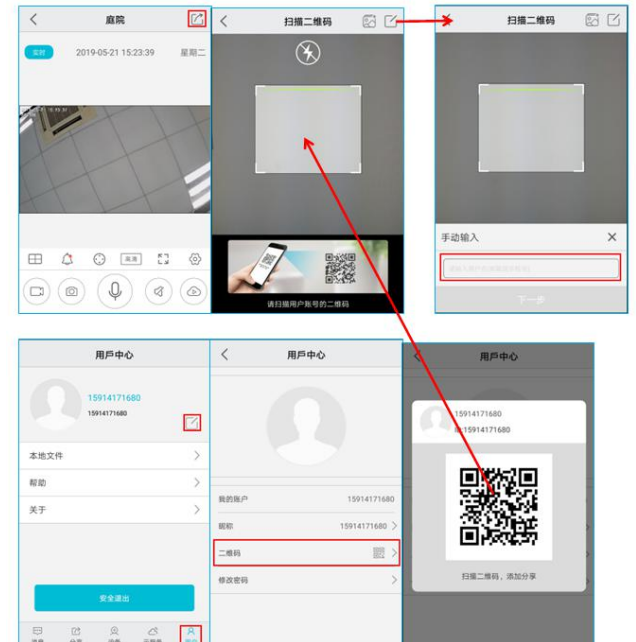 庭院
实时
2019-05-21 15:23:39
星期二
高清
扫描二维码
请扫描用户账号的二维码
扫描二维码
手动输入
下一步
用户中心
15914171680
15914171680
本地文件
帮助
关于
安全退出
用户中心
我的账户
15914171680
昵称
15914171680
二维码
修改密码
用户中心
15914171680
15914171680
扫描二维码，添加分享